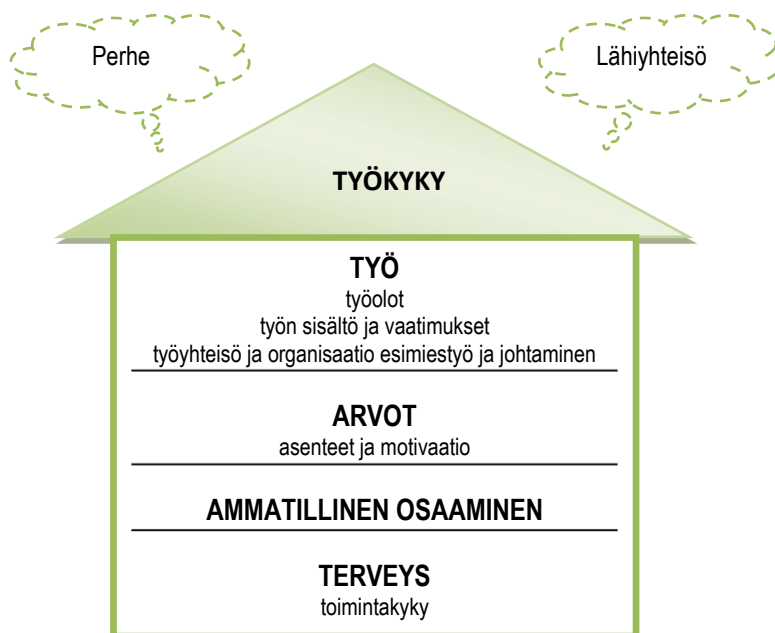 Perhe
Lähiyhteisö
TYÖKYKY
TYÖ
työolot
työn sisältö ja vaatimukset
työyhteisö ja organisaatio esimiestyö ja johtaminen
ARVOT
asenteet ja motivaatio
AMMATILLINEN OSAAMINEN
TERVEYS
toimintakyky